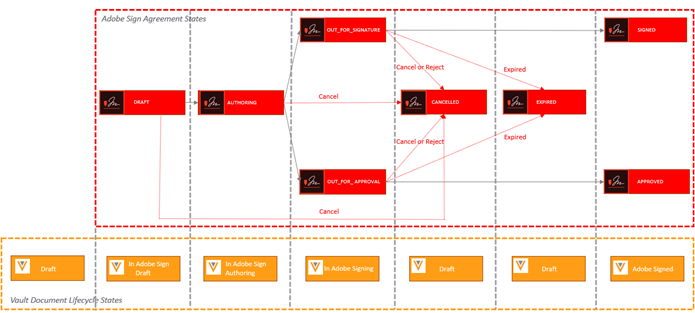 Adobe Sign Agreement States
OUT_FOR_SIGNATURE
SIGNED
Cancel or Reject
Expired
DRAFT
AUTHORING
Cancel
CANCELLED
EXPIRED
Cancel or Reject
Expired
OUT_FOR_ APPROVAL
APPROVED
Cancel
Draft
In Adobe Sign
Draft
In Adobe Sign
Authoring
In Adobe Signing
Draft
Draft
Adobe Signed
Vault Document Lifecycle States